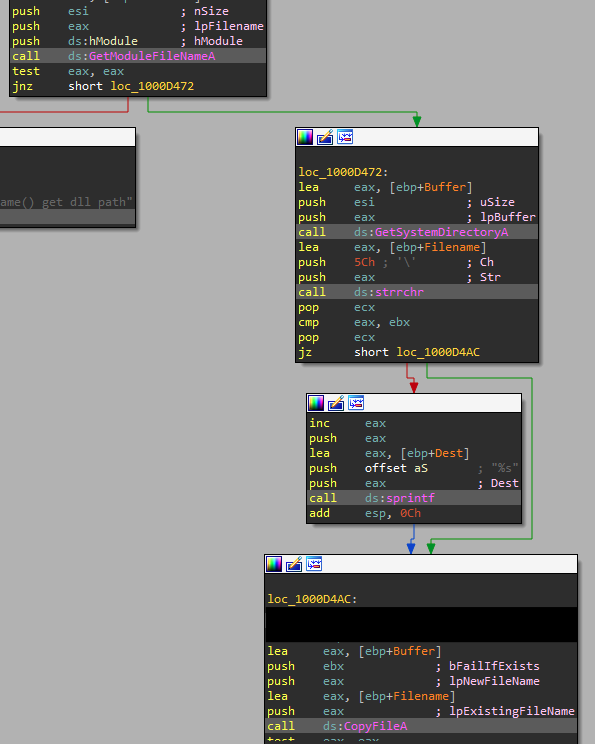 push esi ; nSize
push eax ; lpFilename
push ds:hModule ; hModule
call ds:GetModuleFileNameA
test eax, eax
jnz short loc_1000D472
ame() get dll path"
loc_1000D472:
lea eax, [ebp+Buffer]
push esi ; uSize
push eax ; lpBuffer
call ds:GetSystemDirectoryA
lea eax, [ebp+Filename]
push 5Ch ; '\' ; Ch
push eax ; Str
call ds:strrchr
pop ecx
cmp eax, ebx
pop ecx
jz short loc_1000D4AC
inc eax
push eax
lea eax, [ebp+Dest]
push offset aS ; "%s"
push eax ; Dest
call ds:sprintf
add esp, 0Ch
loc_1000D4AC:
lea eax, [ebp+Buffer]
push ebx ; bFailIfExists
push eax ; lpNewFileName
lea eax, [ebp+Filename]
push eax ; lpExistingFileName
call ds:CopyFileA
test eax, eax